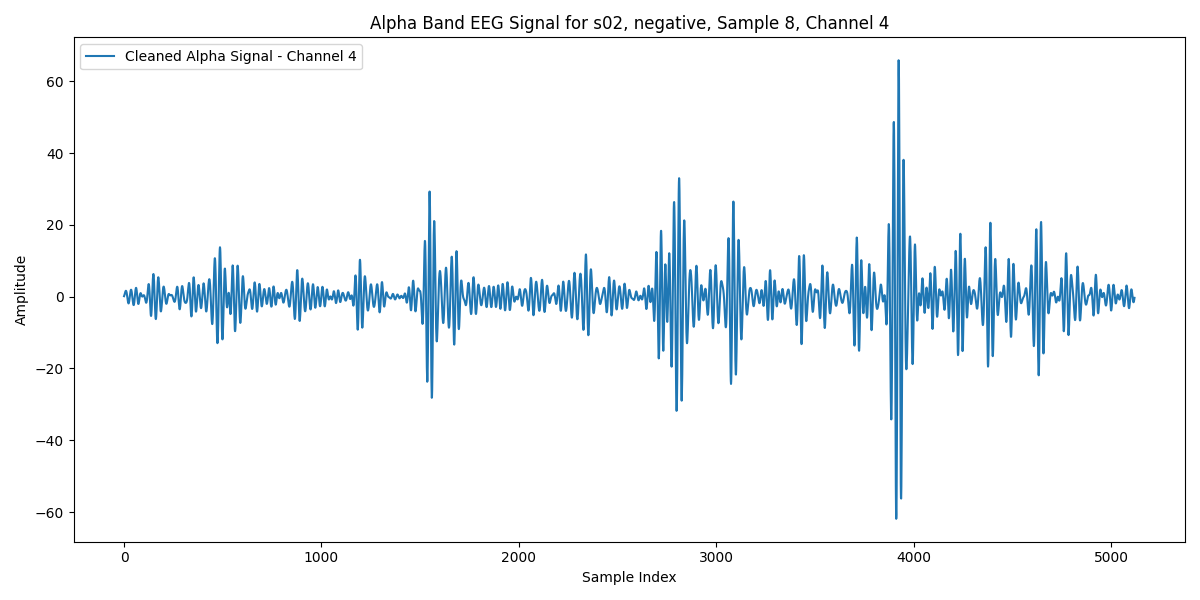 Alpha Band EEG Signal for s02, negative, Sample 8, Channel 4
Cleaned Alpha Signal - Channel 4
Amplitude
60
40
20
0
−20
−40
−60
0 1000 2000 3000 4000 5000
Sample Index